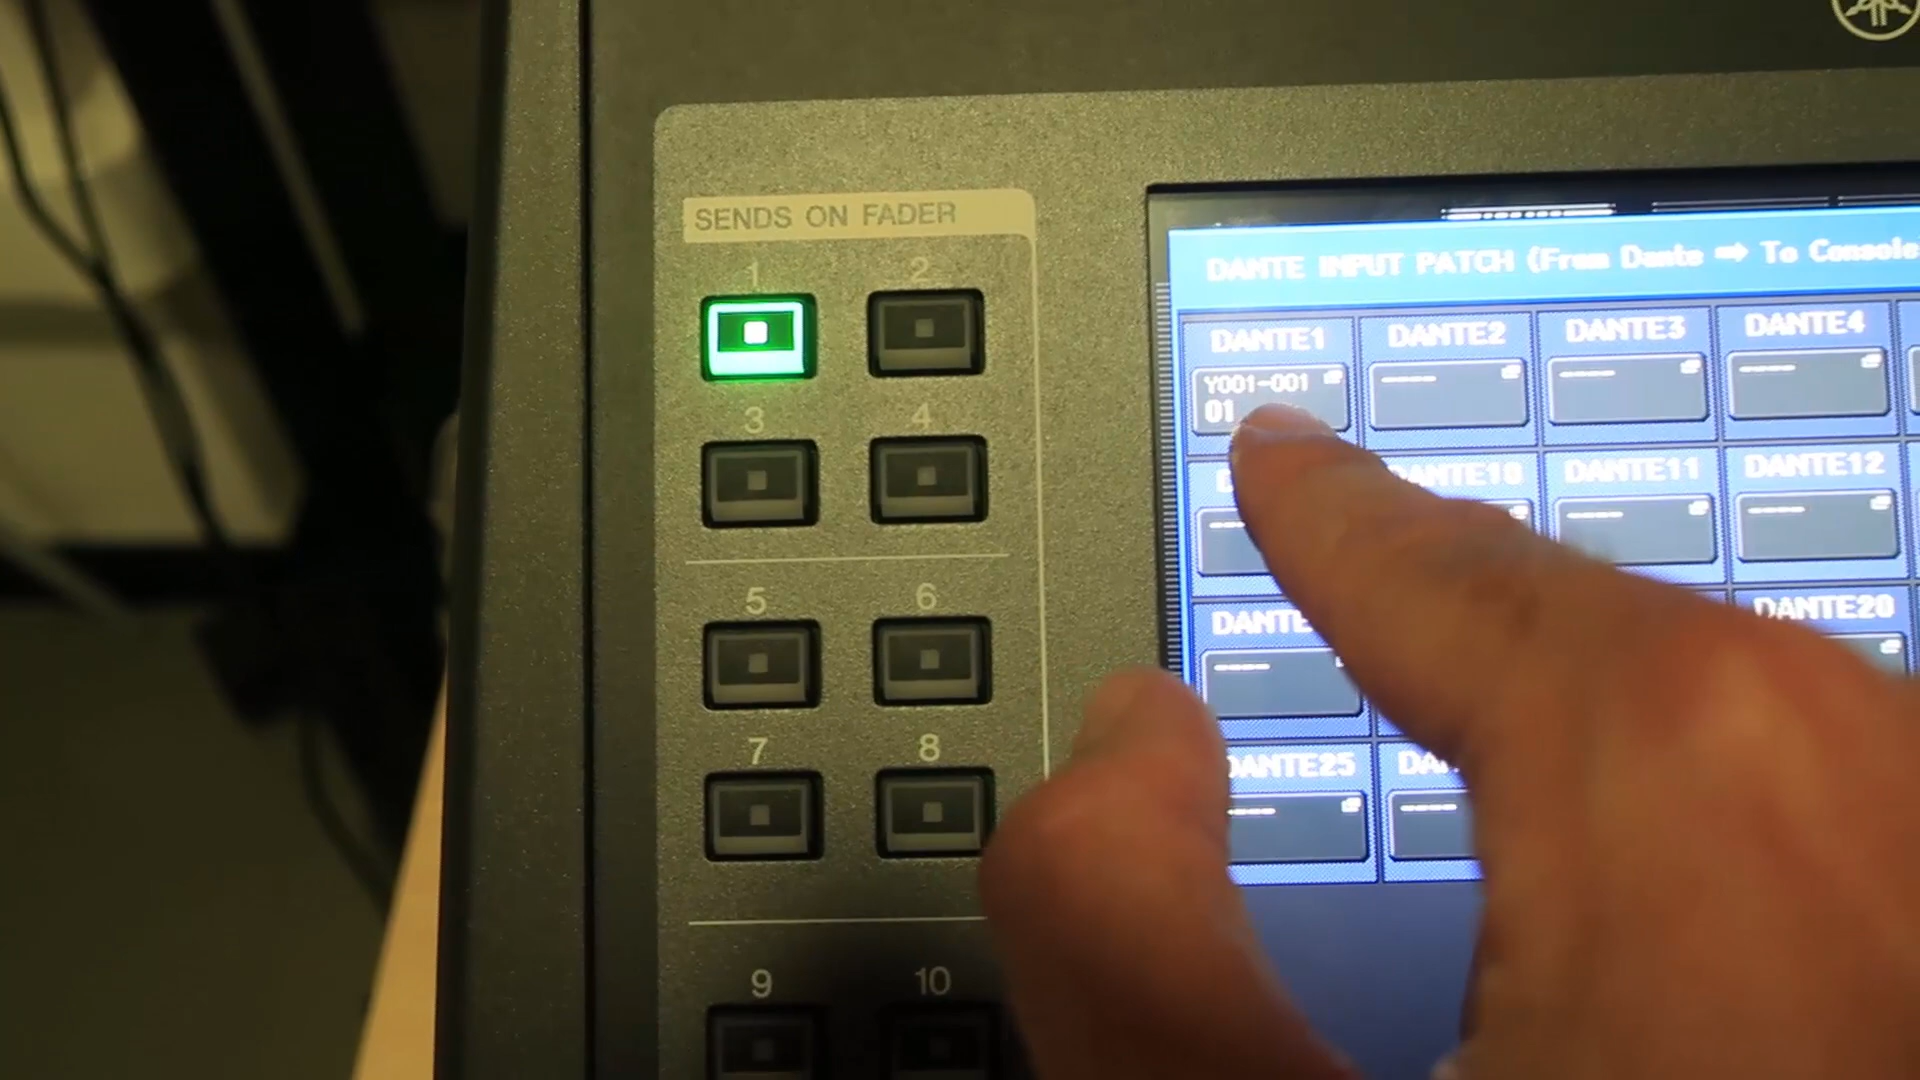 SENDS ON FADER
1 2
3 4
5 6
7 8
9 10
DANTE INPUT PATCH (From Dante ⇒ To Console
DANTE1 DANTE2 DANTE3 DANTE4
Y001-001 ---- ---- ----
01
DANTE10 DANTE11 DANTE12
---- ---- ----
DANTE DANTE20
----
DANTE25
---- ----